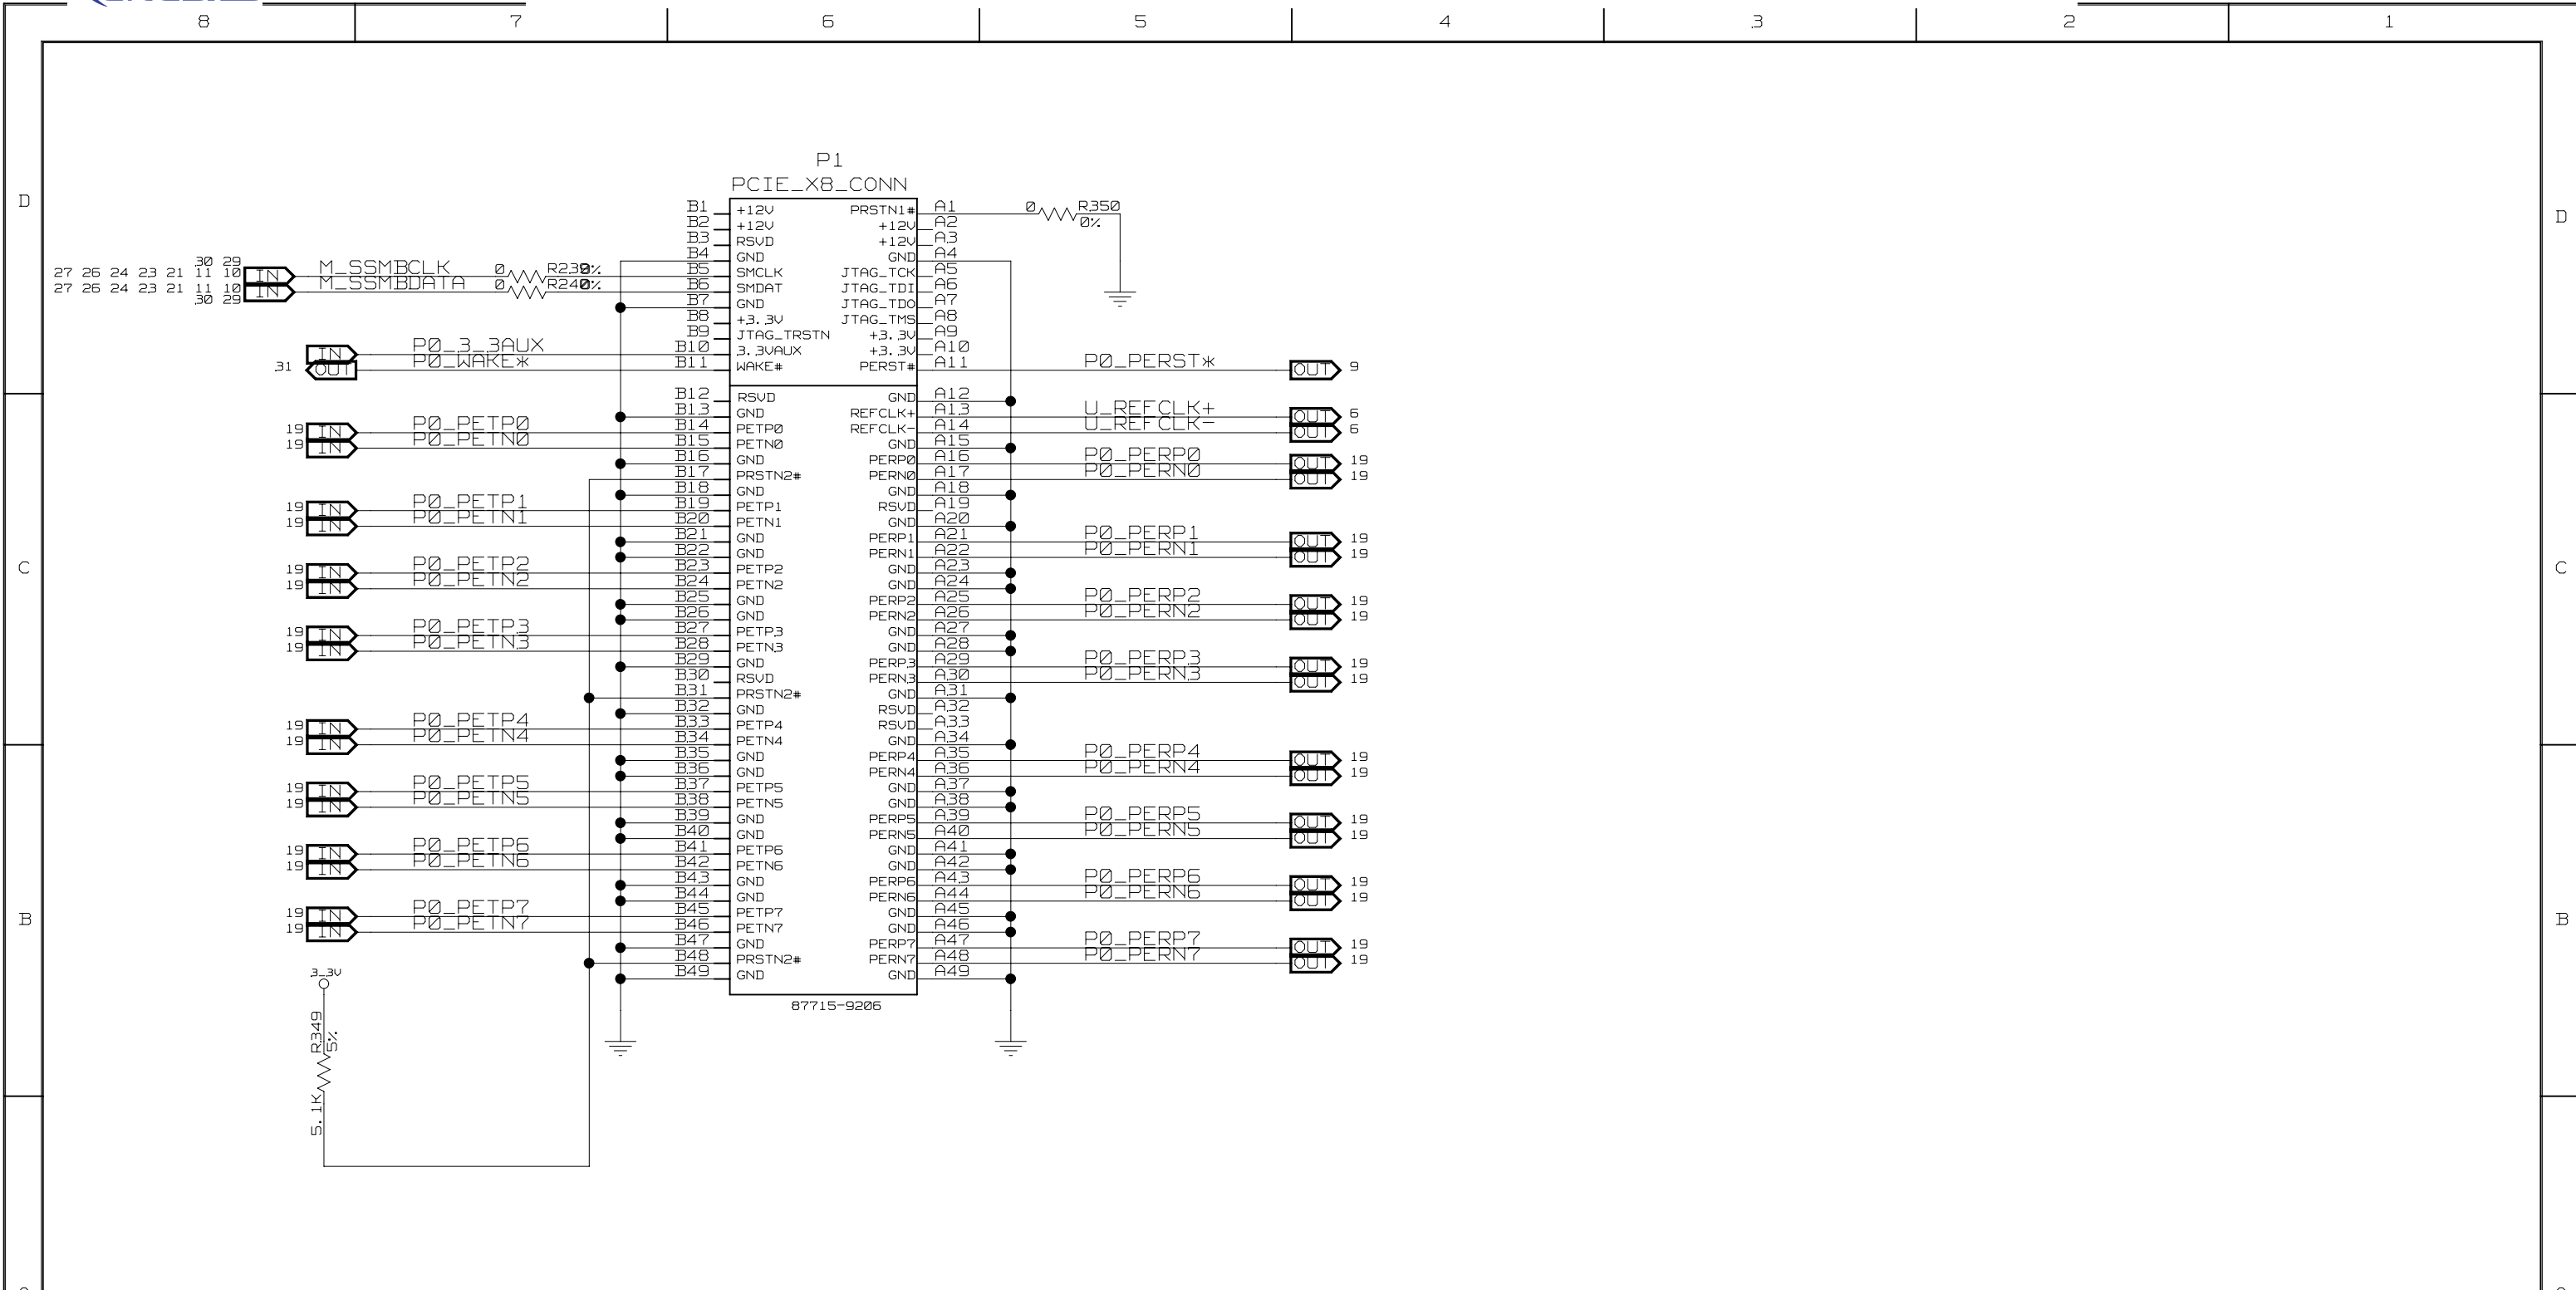 8 7 6 5 4 3 2 1
D D
C C
B B
P1
PCIE_X8_CONN
B1 +12V PRSTN1# A1 0 R350 0%
B2 +12V +12V A2
B3 RSVD +12V A3
B4 GND GND A4
30 29
27 26 24 23 21 11 10 IN M_SSMBCLK 0 R239 0% B5 SMCLK JTAG_TCK A5
27 26 24 23 21 11 10 IN M_SSMBDATA 0 R240 0% B6 SMDAT JTAG_TDI A6
30 29
B7 GND JTAG_TDO A7
B8 +3.3V JTAG_TMS A8
B9 JTAG_TRSTN +3.3V A9
IN P0_3_3AUX B10 3.3VAUX +3.3V A10
31 OUT P0_WAKE* B11 WAKE# PERST# A11 P0_PERST* OUT 9
B12 RSVD GND A12
B13 GND REFCLK+ A13 U_REFCLK+ OUT 6
19 IN P0_PETP0 B14 PETP0 REFCLK- A14 U_REFCLK- OUT 6
19 IN P0_PETN0 B15 PETN0 GND A15
B16 GND PERP0 A16 P0_PERP0 OUT 19
B17 PRSTN2# PERN0 A17 P0_PERN0 OUT 19
B18 GND GND A18
19 IN P0_PETP1 B19 PETP1 RSVD A19
19 IN P0_PETN1 B20 PETN1 GND A20
B21 GND PERP1 A21 P0_PERP1 OUT 19
B22 GND PERN1 A22 P0_PERN1 OUT 19
19 IN P0_PETP2 B23 PETP2 GND A23
19 IN P0_PETN2 B24 PETN2 GND A24
B25 GND PERP2 A25 P0_PERP2 OUT 19
B26 GND PERN2 A26 P0_PERN2 OUT 19
19 IN P0_PETP3 B27 PETP3 GND A27
19 IN P0_PETN3 B28 PETN3 GND A28
B29 GND PERP3 A29 P0_PERP3 OUT 19
B30 RSVD PERN3 A30 P0_PERN3 OUT 19
B31 PRSTN2# GND A31
B32 GND RSVD A32
19 IN P0_PETP4 B33 PETP4 RSVD A33
19 IN P0_PETN4 B34 PETN4 GND A34
B35 GND PERP4 A35 P0_PERP4 OUT 19
B36 GND PERN4 A36 P0_PERN4 OUT 19
19 IN P0_PETP5 B37 PETP5 GND A37
19 IN P0_PETN5 B38 PETN5 GND A38
B39 GND PERP5 A39 P0_PERP5 OUT 19
B40 GND PERN5 A40 P0_PERN5 OUT 19
19 IN P0_PETP6 B41 PETP6 GND A41
19 IN P0_PETN6 B42 PETN6 GND A42
B43 GND PERP6 A43 P0_PERP6 OUT 19
B44 GND PERN6 A44 P0_PERN6 OUT 19
19 IN P0_PETP7 B45 PETP7 GND A45
19 IN P0_PETN7 B46 PETN7 GND A46
B47 GND PERP7 A47 P0_PERP7 OUT 19
B48 PRSTN2# PERN7 A48 P0_PERN7 OUT 19
B49 GND GND A49
87715-9206
3_3V
R349
5%
5.1K